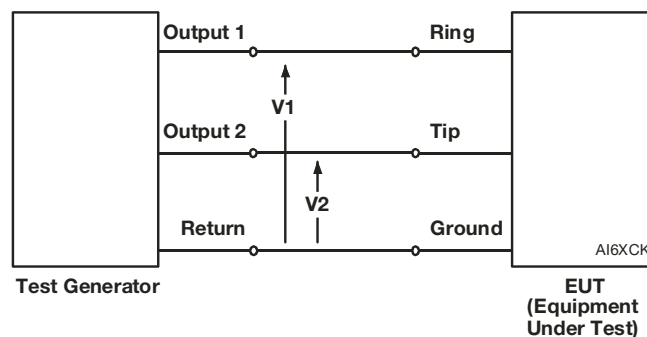 Output 1
Ring
V1
Output 2
Tip
V2
Return
Ground
AI6XCK
Test Generator
EUT
(Equipment
Under Test)